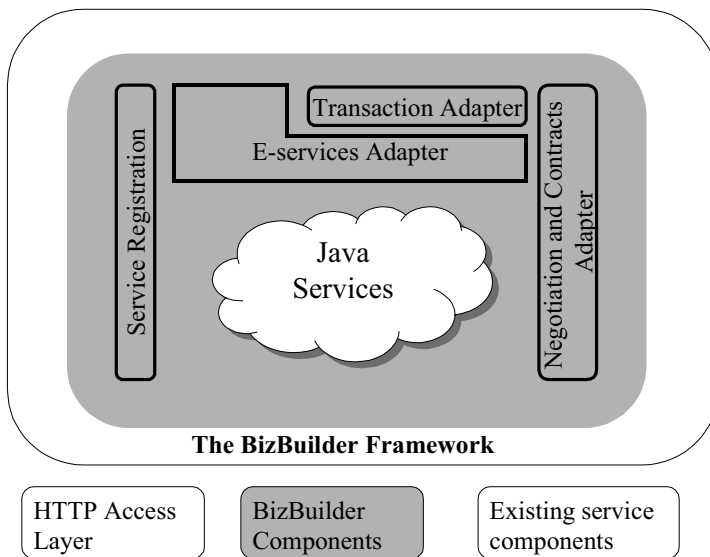 Service Registration
Transaction Adapter
E-services Adapter
Java
Services
Negotiation and Contracts
Adapter
The BizBuilder Framework
HTTP Access
Layer
BizBuilder
Components
Existing service
components